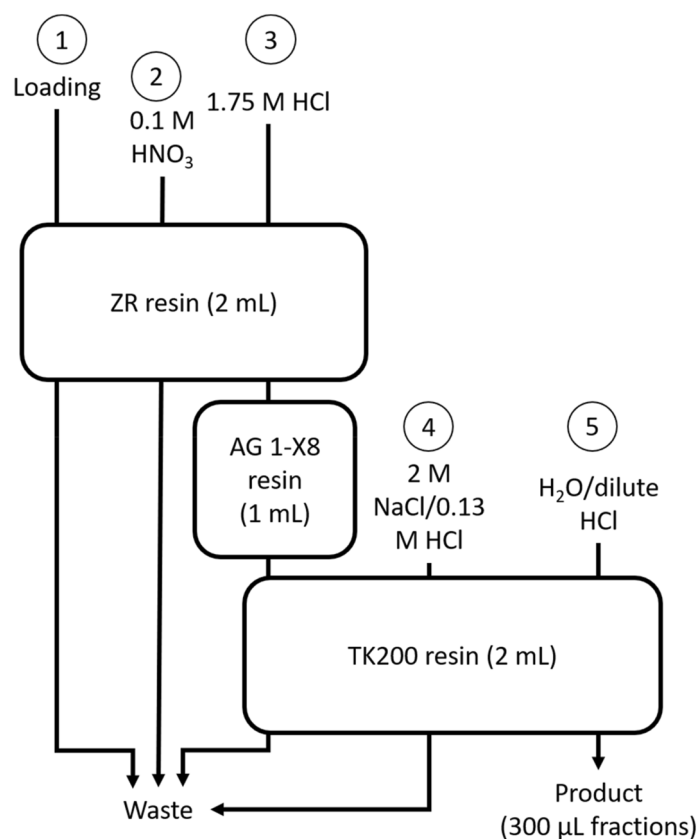 1
Loading
2
0.1 M
HNO₃
3
1.75 M HCl
ZR resin (2 mL)
AG 1-X8
resin
(1 mL)
4
2 M
NaCl/0.13
M HCl
5
H₂O/dilute
HCl
TK200 resin (2 mL)
Waste
Product
(300 µL fractions)